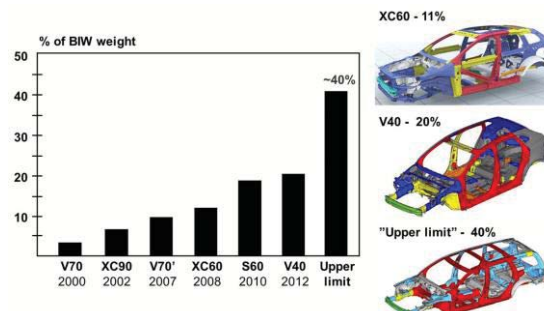 % of BIW weight
50
40
30
20
10
~40%
V70 XC90 V70' XC60 S60 V40 Upper
2000 2002 2007 2008 2010 2012 limit
XC60 - 11%
V40 - 20%
"Upper limit" - 40%